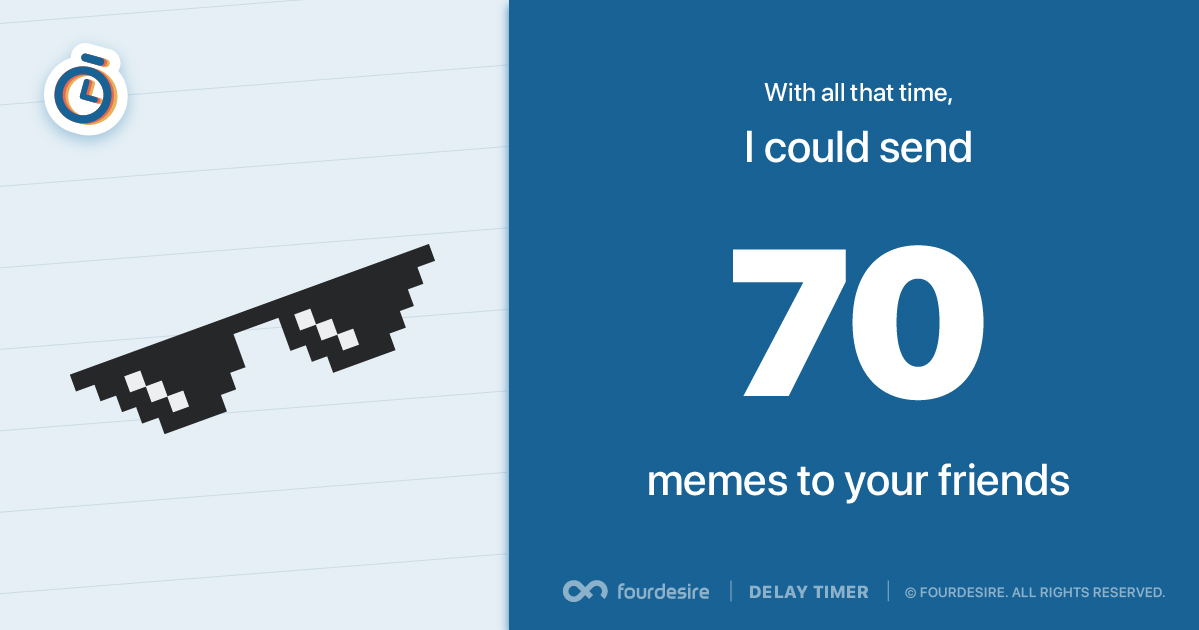 With all that time,
I could send
70
memes to your friends
fourdesire | DELAY TIMER | © FOURDESIRE. ALL RIGHTS RESERVED.